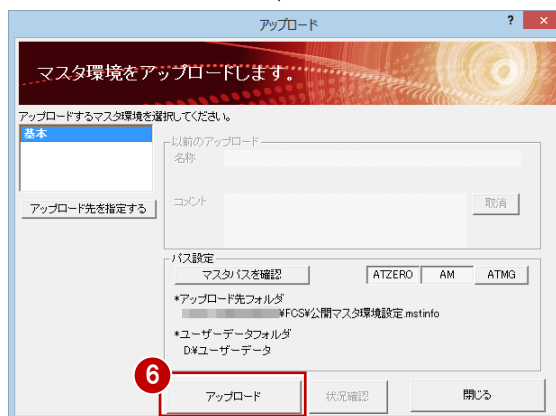 アップロード
?
×
マスタ環境をアップロードします。
アップロードするマスタ環境を選択してください。
基本
アップロード先を指定する
以前のアップロード
名称
コメント
取消
パス設定
マスタパスを確認
ATZERO
AM
ATMG
*アップロード先フォルダ
¥FCS¥公開マスタ環境設定.mstinfo
*ユーザーデータフォルダ
D:¥ユーザーデータ
6
アップロード
状況確認
閉じる